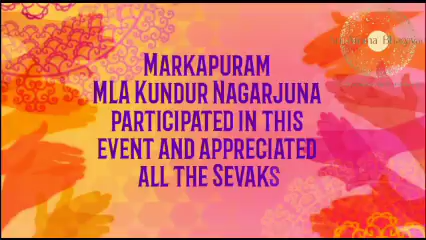 Markapuram
MLA Kundur Nagarjuna
participated in this
event and appreciated
all the Sevaks